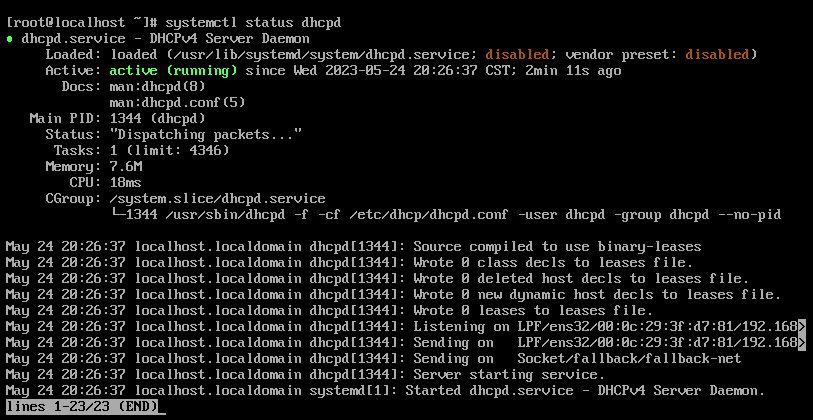 [root@localhost ~]# systemctl status dhcpd
● dhcpd.service - DHCPv4 Server Daemon
     Loaded: loaded (/usr/lib/systemd/system/dhcpd.service; disabled; vendor preset: disabled)
     Active: active (running) since Wed 2023-05-24 20:26:37 CST; 2min 11s ago
       Docs: man:dhcpd(8)
             man:dhcpd.conf(5)
   Main PID: 1344 (dhcpd)
     Status: "Dispatching packets..."
      Tasks: 1 (limit: 4346)
     Memory: 7.6M
        CPU: 18ms
     CGroup: /system.slice/dhcpd.service
             └─1344 /usr/sbin/dhcpd -f -cf /etc/dhcp/dhcpd.conf -user dhcpd -group dhcpd --no-pid
May 24 20:26:37 localhost.localdomain dhcpd[1344]: Source compiled to use binary-leases
May 24 20:26:37 localhost.localdomain dhcpd[1344]: Wrote 0 class decls to leases file.
May 24 20:26:37 localhost.localdomain dhcpd[1344]: Wrote 0 deleted host decls to leases file.
May 24 20:26:37 localhost.localdomain dhcpd[1344]: Wrote 0 new dynamic host decls to leases file.
May 24 20:26:37 localhost.localdomain dhcpd[1344]: Wrote 0 leases to leases file.
May 24 20:26:37 localhost.localdomain dhcpd[1344]: Listening on LPF/ens32/00:0c:29:3f:d7:81/192.168>
May 24 20:26:37 localhost.localdomain dhcpd[1344]: Sending on   LPF/ens32/00:0c:29:3f:d7:81/192.168>
May 24 20:26:37 localhost.localdomain dhcpd[1344]: Sending on   Socket/fallback/fallback-net
May 24 20:26:37 localhost.localdomain dhcpd[1344]: Server starting service.
May 24 20:26:37 localhost.localdomain systemd[1]: Started dhcpd.service - DHCPv4 Server Daemon.
lines 1-23/23 (END)